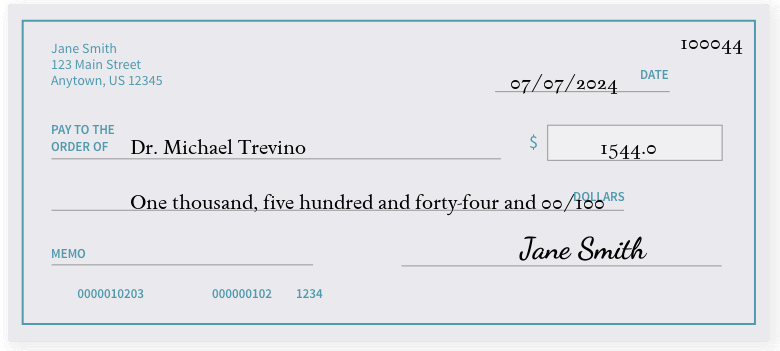 Jane Smith
100044
123 Main Street
Anytown, US 12345
DATE
07/07/2024
PAY TO THE
ORDER OF Dr. Michael Trevino $ 1544.0
One thousand, five hundred and forty-four and 00/100 DOLLARS
MEMO
Jane Smith
0000010203 000000102 1234